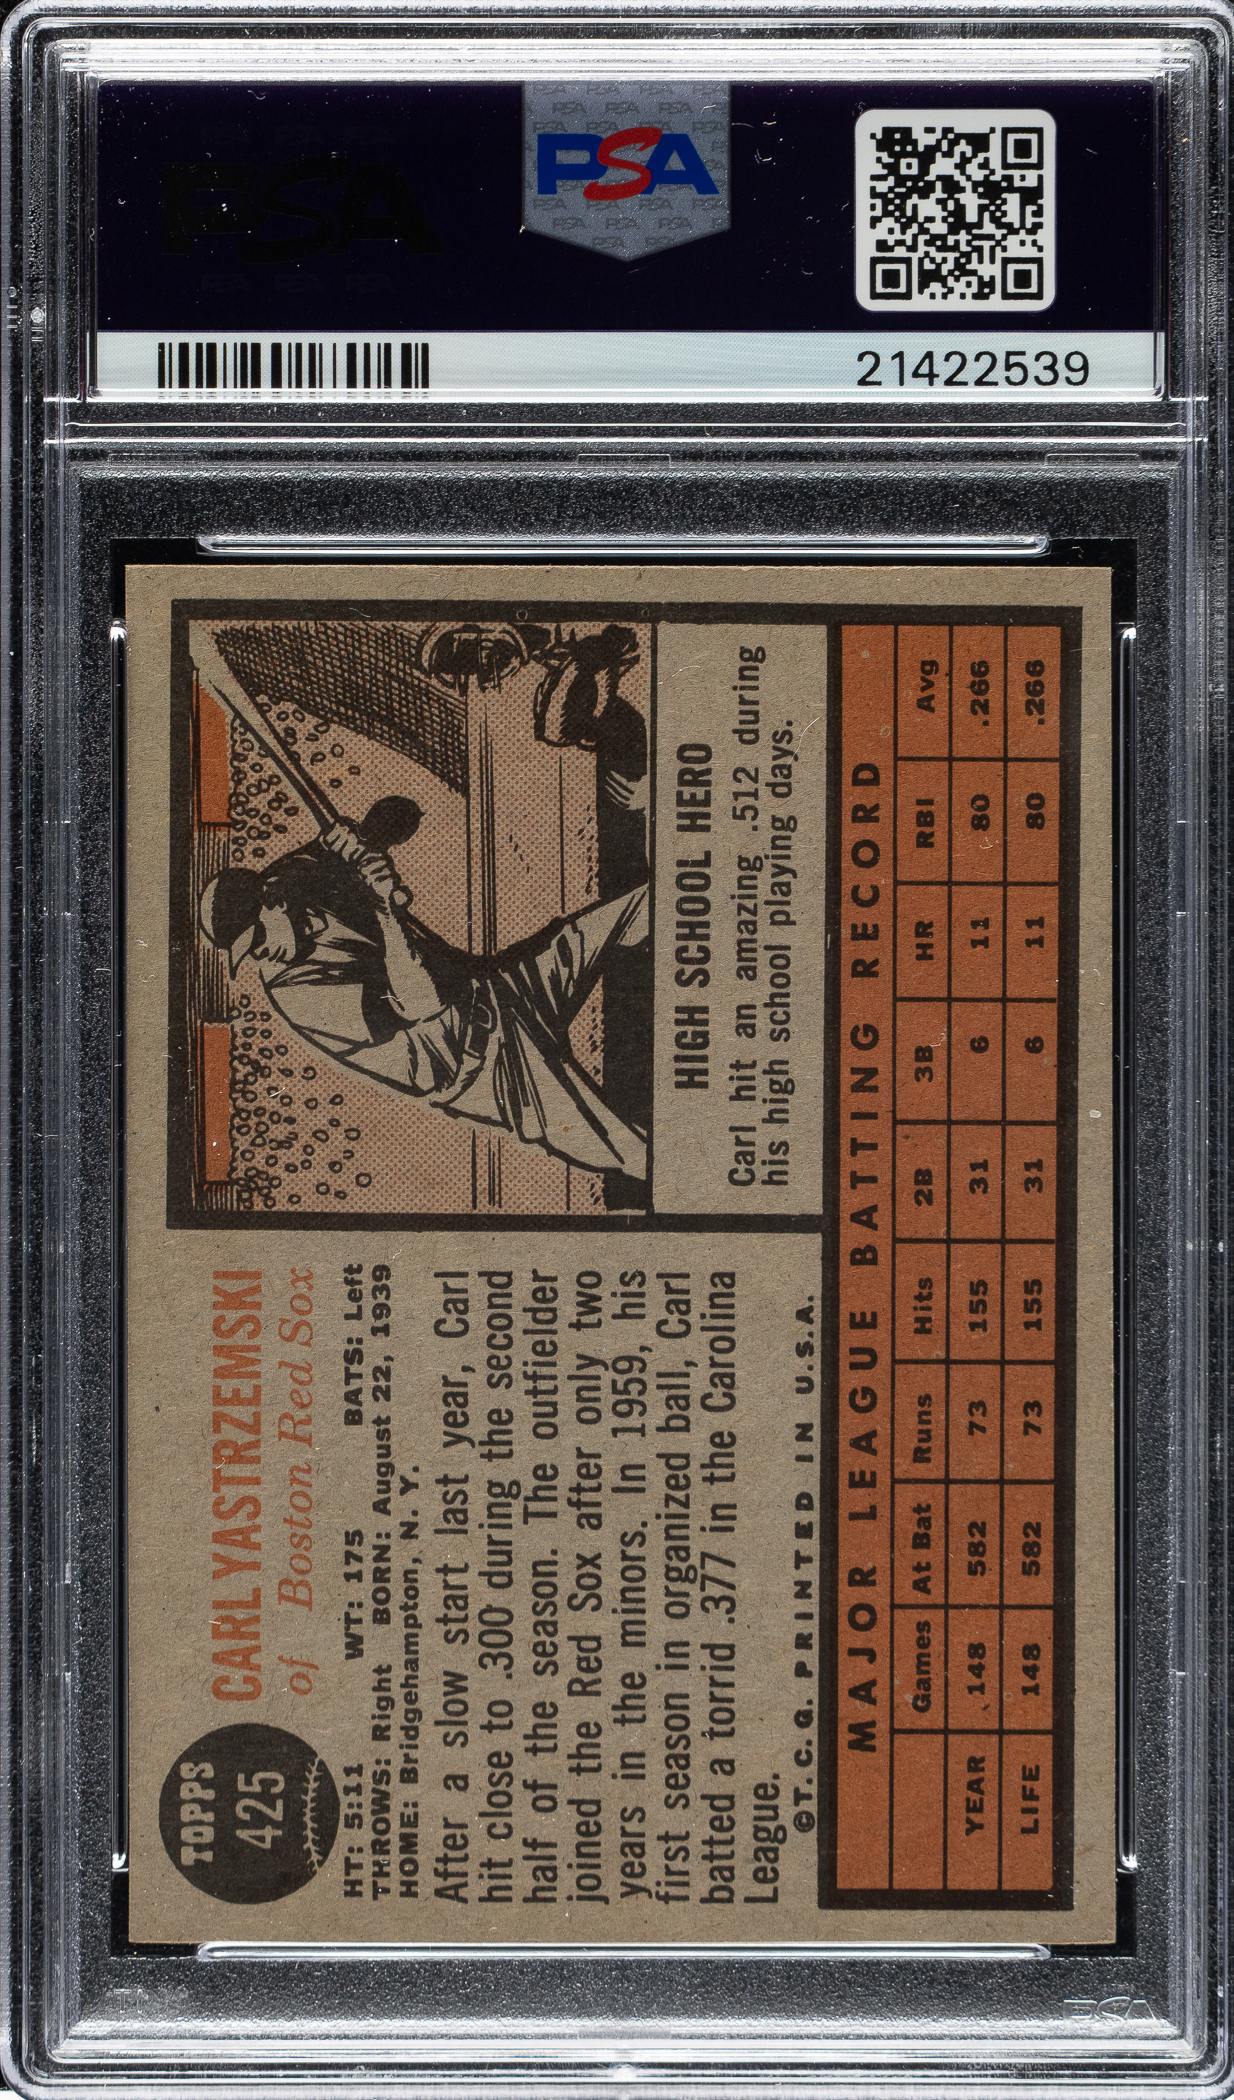 PSA
PSA
21422539
TOPPS
425
CARL YASTRZEMSKI
of Boston Red Sox
HT: 5:11 WT: 175 BATS: Left
THROWS: Right BORN: August 22, 1939
HOME: Bridgehampton, N. Y.
After a slow start last year, Carl
hit close to .300 during the second
half of the season. The outfielder
joined the Red Sox after only two
years in the minors. In 1959, his
first season in organized ball, Carl
batted a torrid .377 in the Carolina
League.
©T. C. G. PRINTED IN U.S.A.
HIGH SCHOOL HERO
Carl hit an amazing .512 during
his high school playing days.
MAJOR LEAGUE BATTING RECORD
Games At Bat Runs Hits 2B 3B HR RBI Avg
YEAR 148 582 73 155 31 6 11 80 .266
LIFE 148 582 73 155 31 6 11 80 .266
PSA